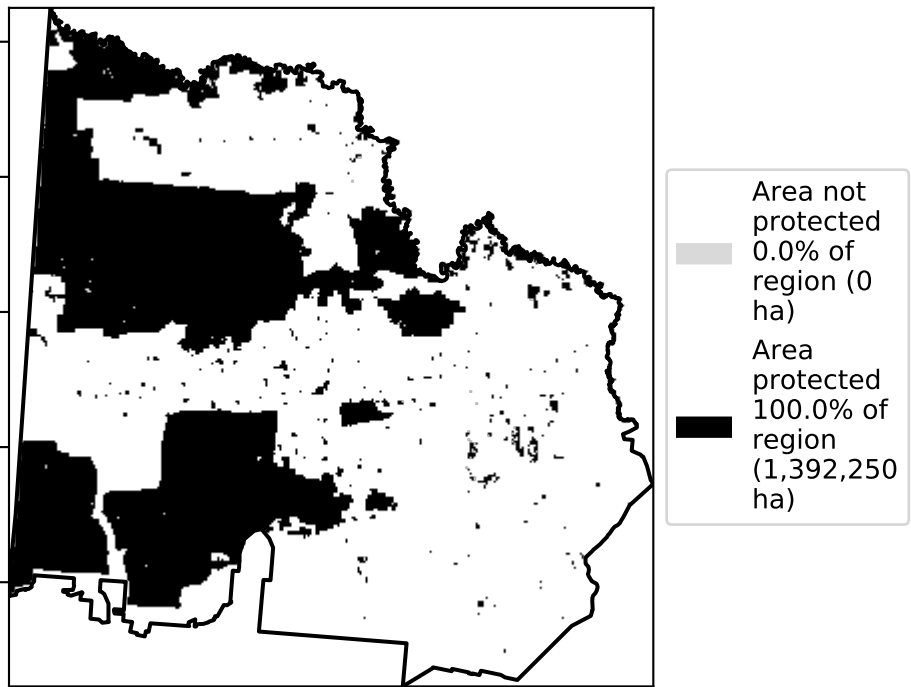 Area not
protected
0.0% of
region (0
ha)
Area
protected
100.0% of
region
(1,392,250
ha)